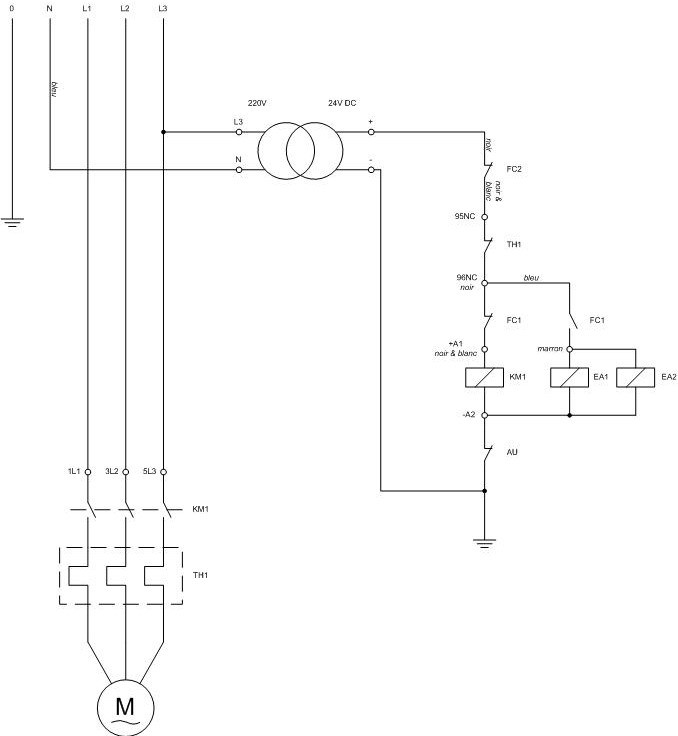 0 N L1 L2 L3
bleu
220V 24V DC
L3 +
N -
noir
FC2
noir &
blanc
95NC
TH1
96NC
noir
bleu
FC1 FC1
+A1
noir & blanc
marron
KM1 EA1 EA2
-A2
AU
1L1 3L2 5L3
KM1
TH1
M